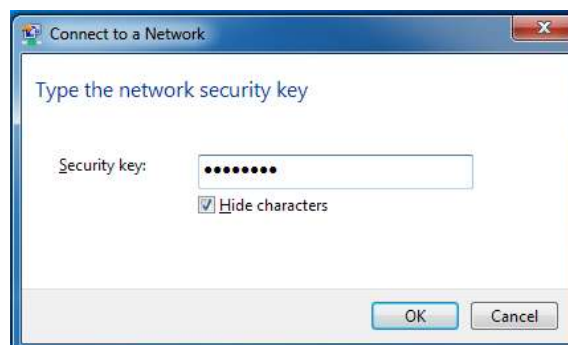 Connect to a Network
Type the network security key
Security key: ••••••••
Hide characters
OK Cancel